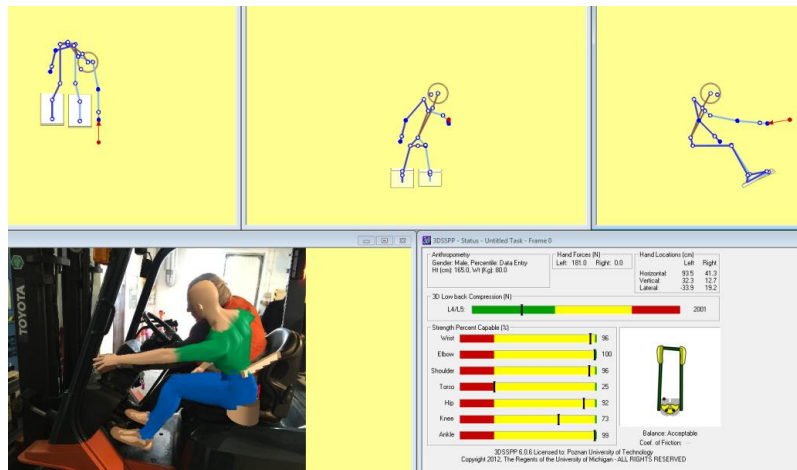 TOYOTA
3DSSPP - Status - Untitled Task - Frame 0
Anthropometry
Gender: Male, Percentile: Data Entry
Ht (cm): 165.0, Wt (Kg): 80.0
Hand Forces (N)
Left: 181.0 Right: 0.0
Hand Locations (cm)
Left Right
Horizontal: 93.5 41.3
Vertical: 32.3 12.7
Lateral: -33.9 19.2
3D Low back Compression (N)
L4/L5: 2001
Strength Percent Capable (%)
Wrist 96
Elbow 100
Shoulder 96
Torso 25
Hip 92
Knee 73
Ankle 99
Balance: Acceptable
Coef. of Friction: --
3DSSPP 6.0.6 Licensed to: Poznan University of Technology
Copyright 2012, The Regents of the University of Michigan - ALL RIGHTS RESERVED